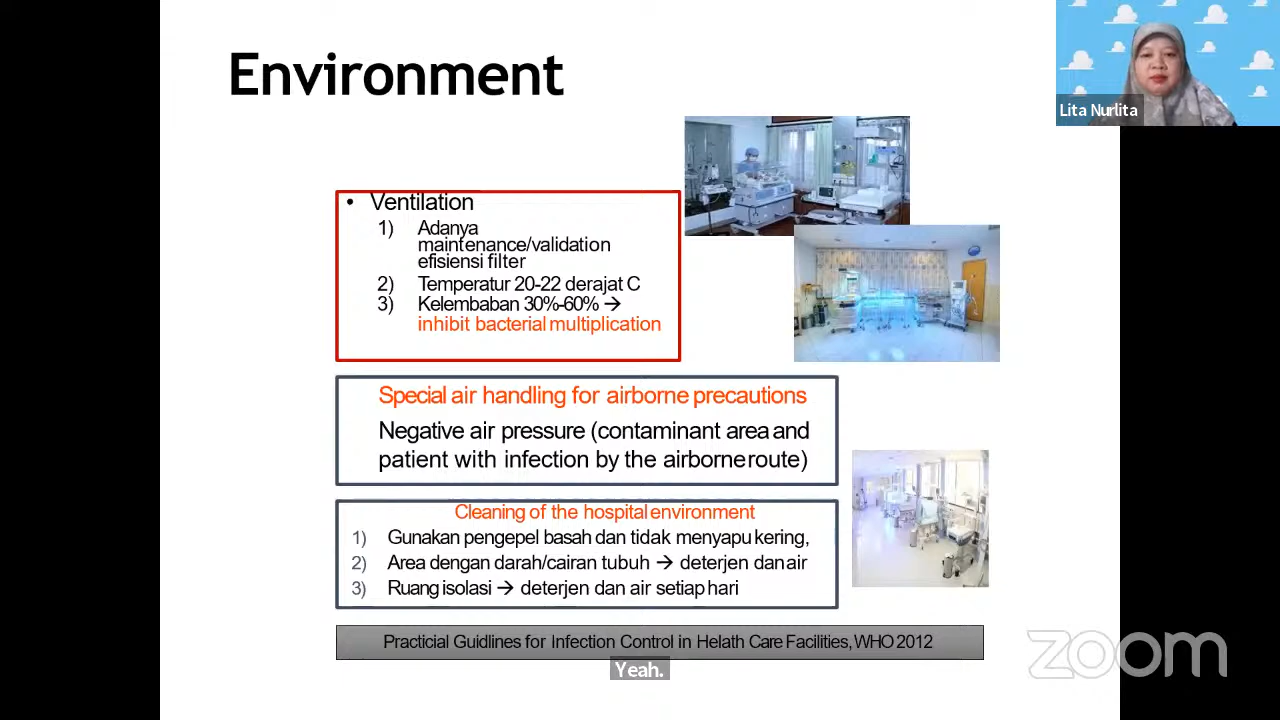 Environment
Lita Nurlita
• Ventilation
1) Adanya
maintenance/validation
efisiensi filter
2) Temperatur 20-22 derajat C
3) Kelembaban 30%-60% →
inhibit bacterial multiplication
Special air handling for airborne precautions
Negative air pressure (contaminant area and
patient with infection by the airborne route)
Cleaning of the hospital environment
1) Gunakan pengepel basah dan tidak menyapu kering,
2) Area dengan darah/cairan tubuh → deterjen dan air
3) Ruang isolasi → deterjen dan air setiap hari
Practicial Guidlines for Infection Control in Helath Care Facilities, WHO 2012
Yeah.
zoom